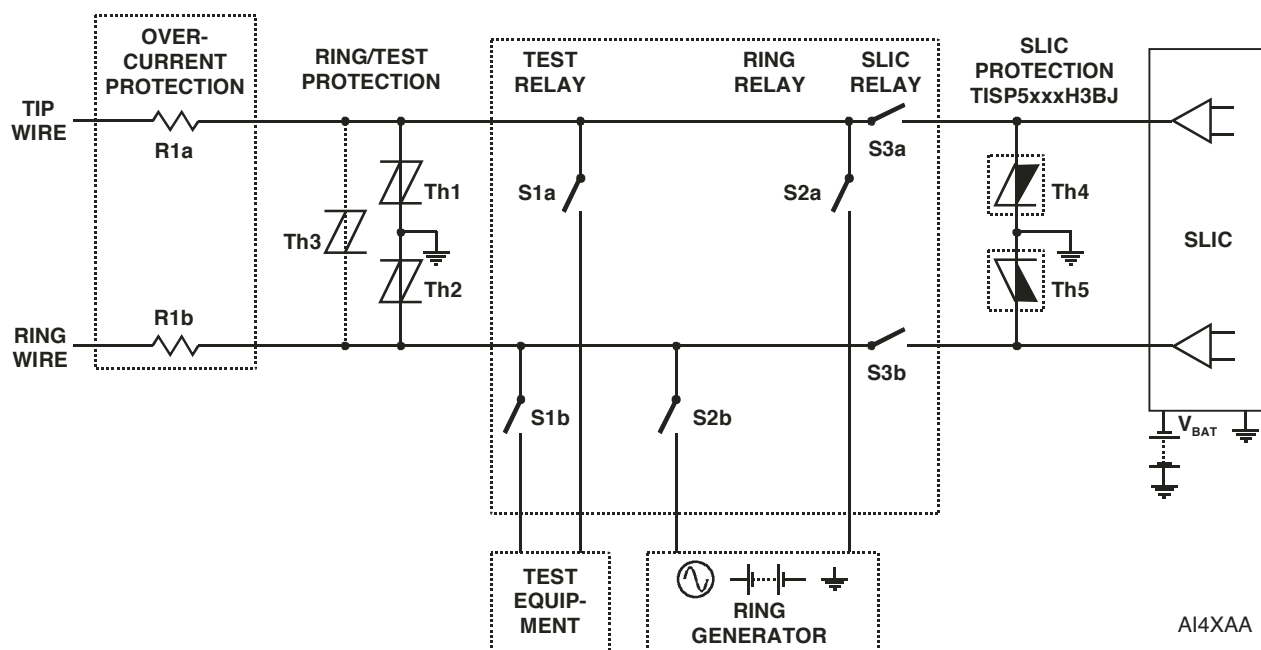 OVER-
CURRENT
PROTECTION
RING/TEST
PROTECTION
TEST
RELAY
RING
RELAY
SLIC
RELAY
SLIC
PROTECTION
TISP5xxxH3BJ
TIP
WIRE
R1a
S3a
Th1
S1a
S2a
Th4
Th3
SLIC
Th2
Th5
RING
WIRE
R1b
S3b
S1b
S2b
VBAT
TEST
EQUIP-
MENT
RING
GENERATOR
AI4XAA